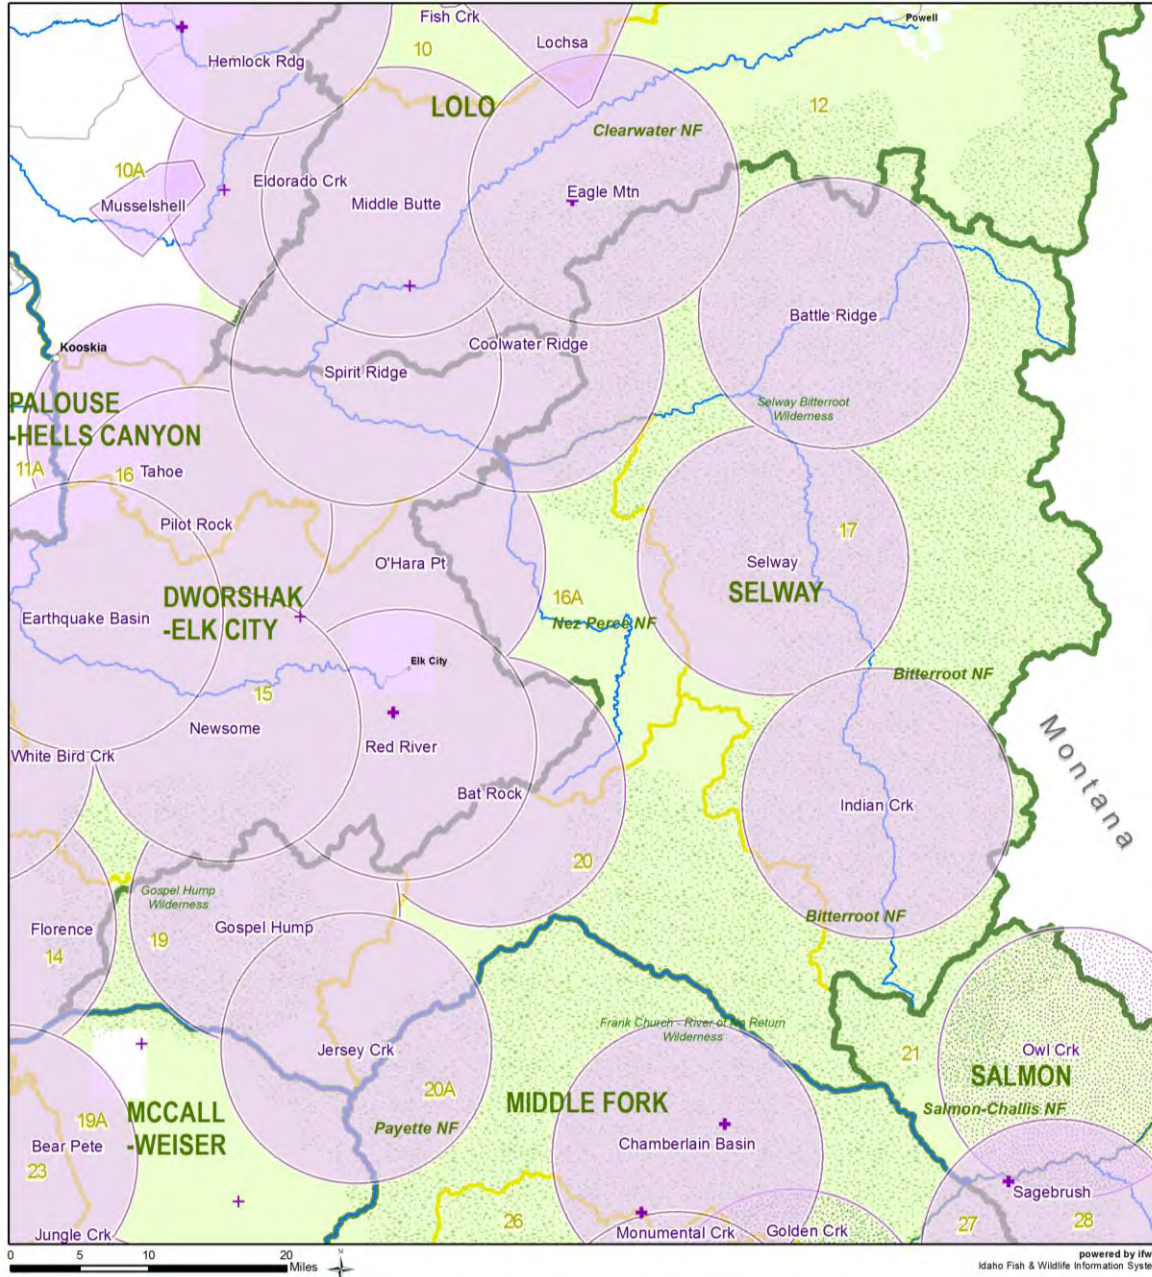 Fish Crk
Powell
Lochsa
10
Hemlock Rdg
LOLO
12
Clearwater NF
10A
Eldorado Crk
Eagle Mtn
Musselshell
Middle Butte
Battle Ridge
Coolwater Ridge
Kooskia
Spirit Ridge
PALOUSE
-HELLS CANYON
Selway Bitterroot
Wilderness
11A
16
Tahoe
Pilot Rock
17
O'Hara Pt
Selway
DWORSHAK
-ELK CITY
SELWAY
16A
Earthquake Basin
Nez Perce NF
Elk City
Bitterroot NF
15
Newsome
Red River
White Bird Crk
Montana
Bat Rock
Indian Crk
20
Gospel Hump
Wilderness
Bitterroot NF
Florence
19
Gospel Hump
14
Frank Church - River of No Return
Wilderness
Jersey Crk
21
Owl Crk
SALMON
20A
MIDDLE FORK
Salmon-Challis NF
19A
MCCALL
-WEISER
Payette NF
Bear Pete
Chamberlain Basin
23
Sagebrush
26
27
28
Jungle Crk
Monumental Crk
Golden Crk
0 5 10 20
Miles
N
powered by ifw
Idaho Fish & Wildlife Information Syste